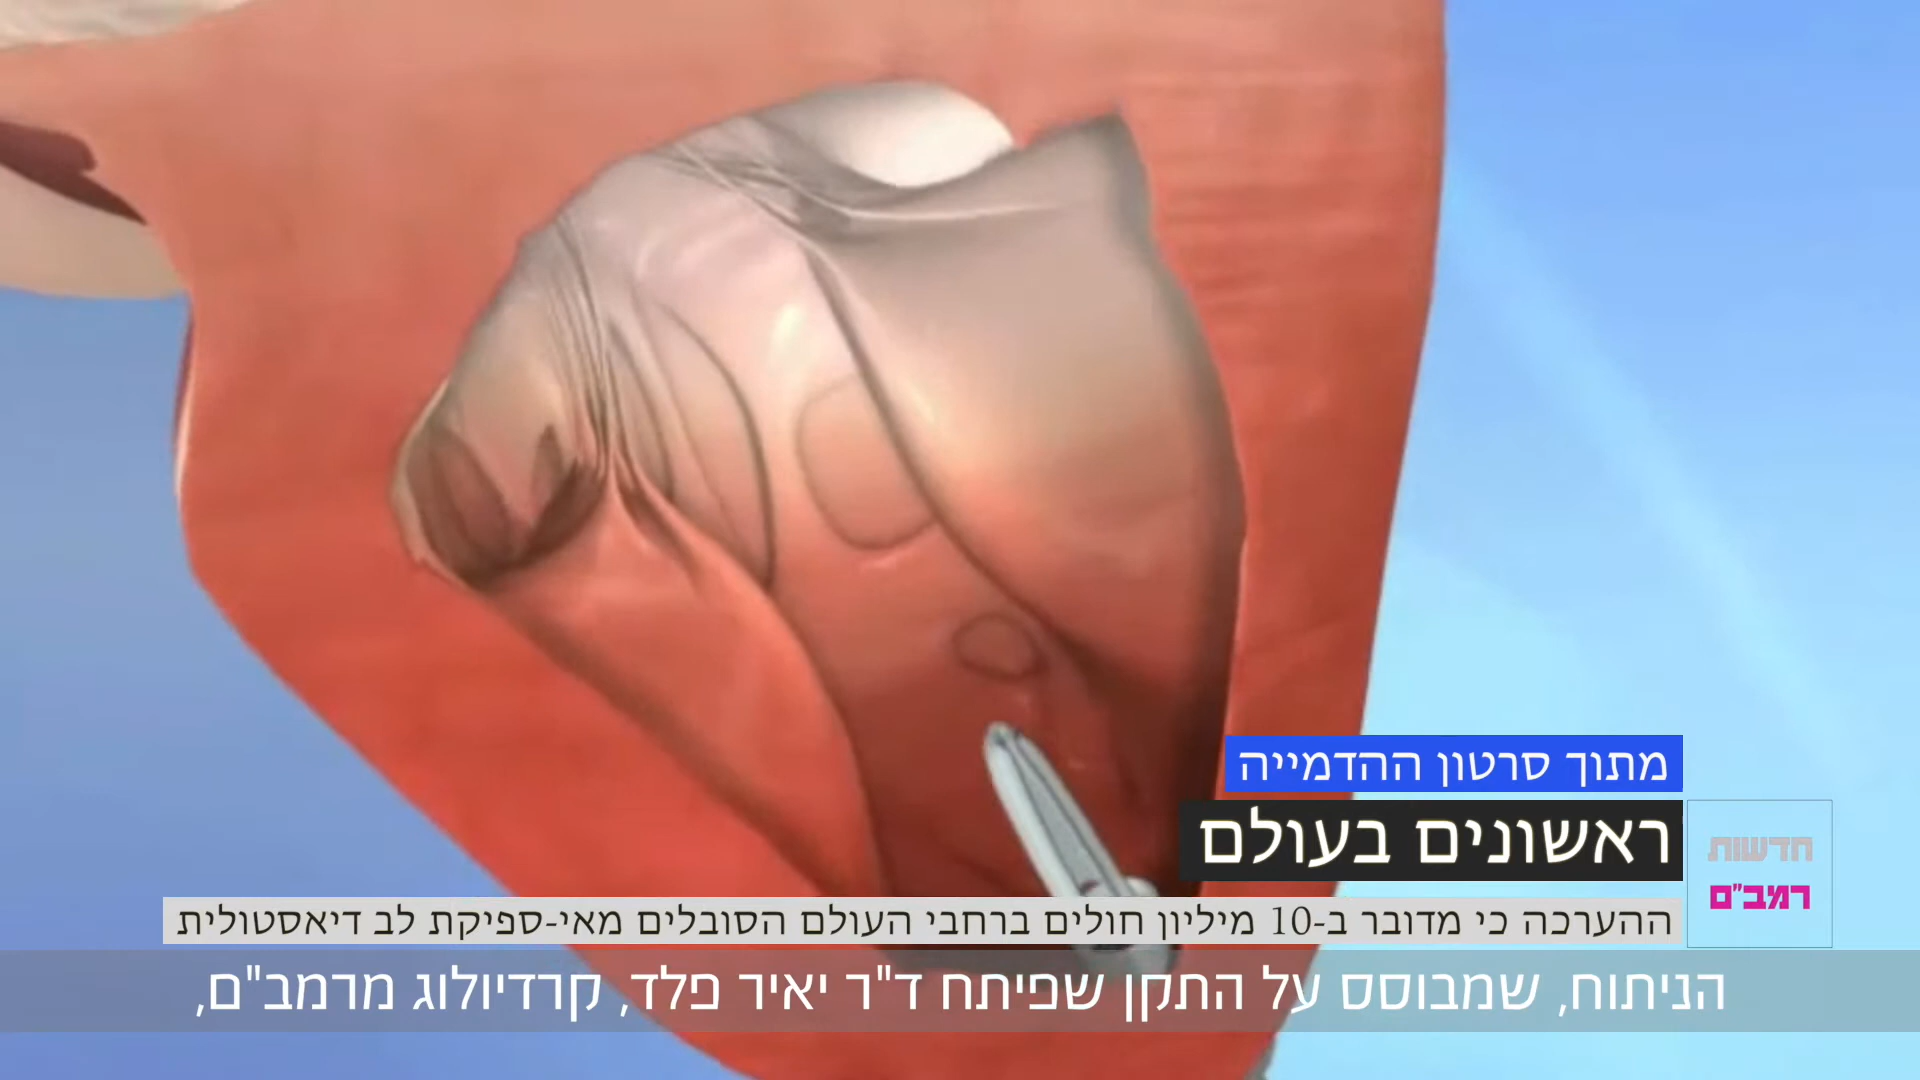 מתוך סרטון ההדמייה
ראשונים בעולם
חדשות
רמב"ם
ההערכה כי מדובר ב-10 מיליון חולים ברחבי העולם הסובלים מאי-ספיקת לב דיאסטולית
הניתוח, שמבוסס על התקן שפיתח ד"ר יאיר פלד, קרדיולוג מרמב"ם,